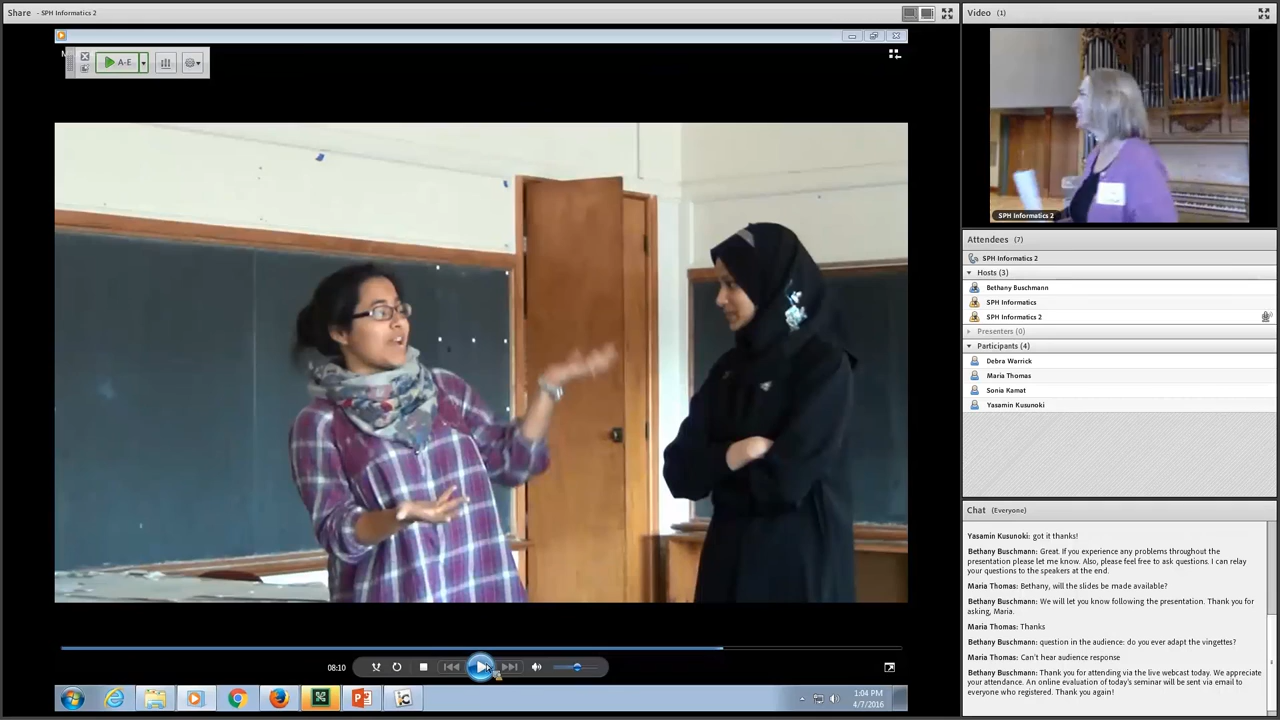 Share - SPH Informatics 2
A-E
08:10
1:04 PM
4/7/2016
Video (1)
SPH Informatics 2
Attendees (7)
SPH Informatics 2
Hosts (3)
Bethany Buschmann
SPH Informatics
SPH Informatics 2
Presenters (0)
Participants (4)
Debra Warrick
Maria Thomas
Sonia Kamat
Yasamin Kusunoki
Chat (Everyone)
Yasamin Kusunoki: got it thanks!
Bethany Buschmann: Great. If you experience any problems throughout the
presentation please let me know. Also, please feel free to ask questions. I can relay
your questions to the speakers at the end.
Maria Thomas: Bethany, will the slides be made available?
Bethany Buschmann: We will let you know following the presentation. Thank you for
asking, Maria.
Maria Thomas: Thanks
Bethany Buschmann: question in the audience: do you ever adapt the vingettes?
Maria Thomas: Can't hear audience response
Bethany Buschmann: Thank you for attending via the live webcast today. We appreciate
your attendance. An online evaluation of today's seminar will be sent via email to
everyone who registered. Thank you again!